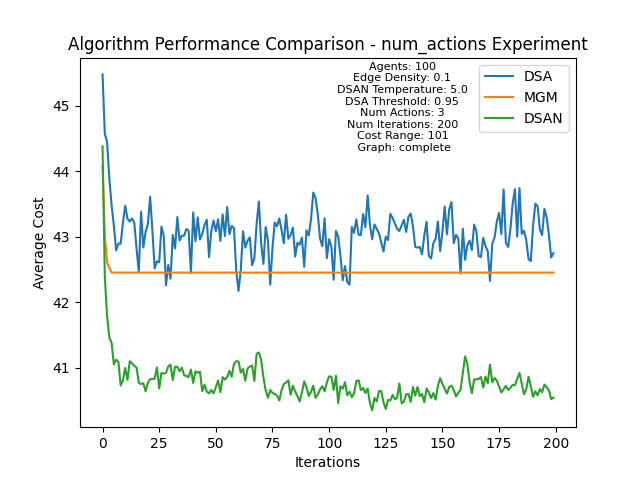 Algorithm Performance Comparison - num_actions Experiment
Agents: 100
Edge Density: 0.1
DSAN Temperature: 5.0
DSA Threshold: 0.95
Num Actions: 3
Num Iterations: 200
Cost Range: 101
Graph: complete
DSA
MGM
DSAN
Average Cost
45
44
43
42
41
0 25 50 75 100 125 150 175 200
Iterations